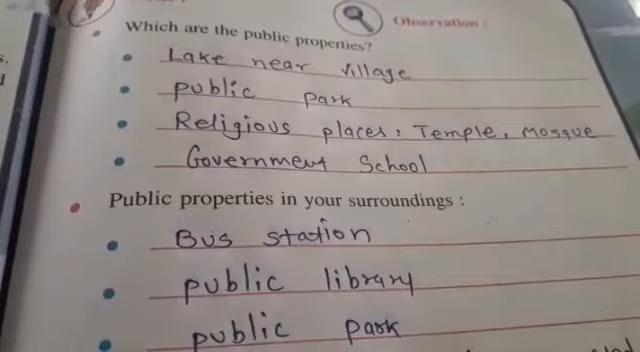 Observation :
Which are the public properties?
Lake near village
public park
Religious places: Temple, Mosque
Government School
Public properties in your surroundings :
Bus station
public library
public park